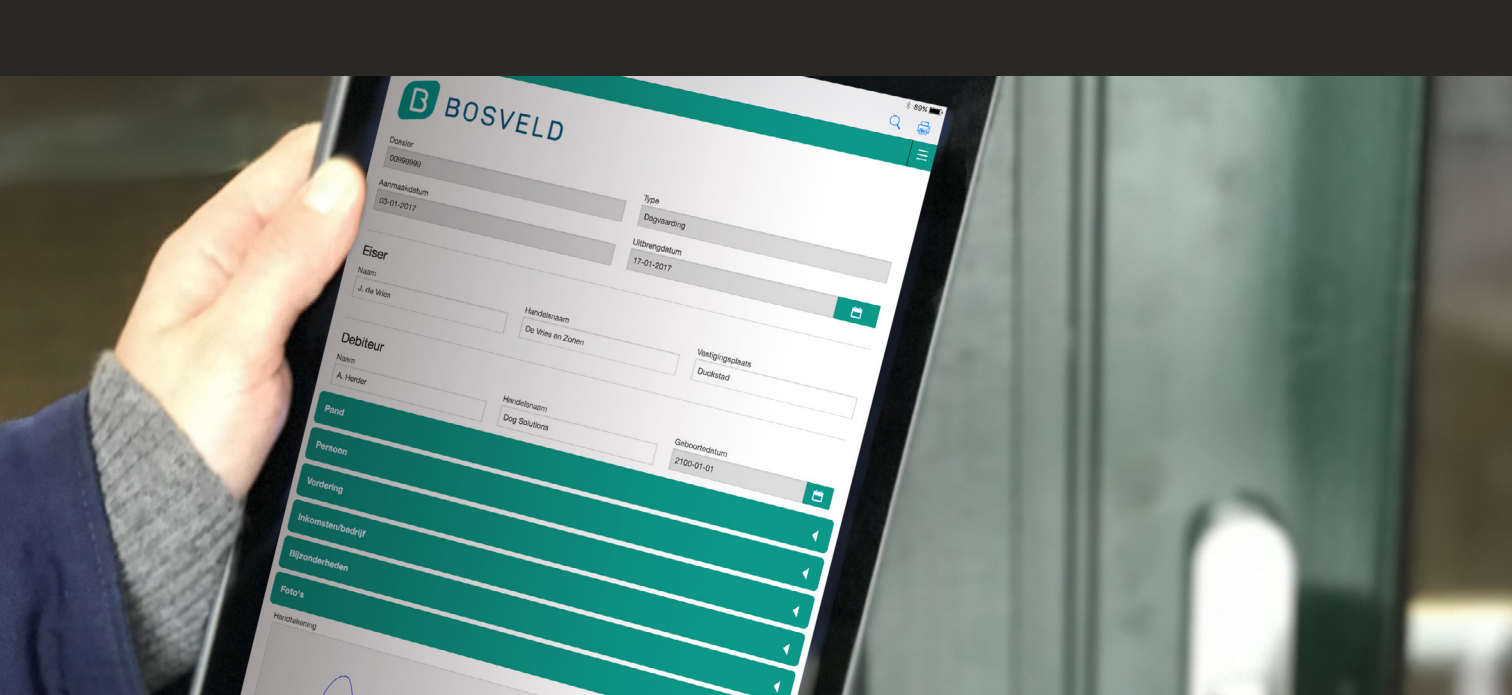 89%
B BOSVELD
Dossier
00990990
Type
Dagvaarding
Aanmaakdatum
03-01-2017
Uitbrengdatum
17-01-2017
Eiser
Naam
J. de Vries
Handelsnaam
De Vries en Zonen
Vestigingsplaats
Duckstad
Debiteur
Naam
A. Herder
Handelsnaam
Dog Solutions
Geboortedatum
2100-01-01
Pand
Persoon
Vordering
Inkomsten/bedrijf
Bijzonderheden
Foto's
Handtekening